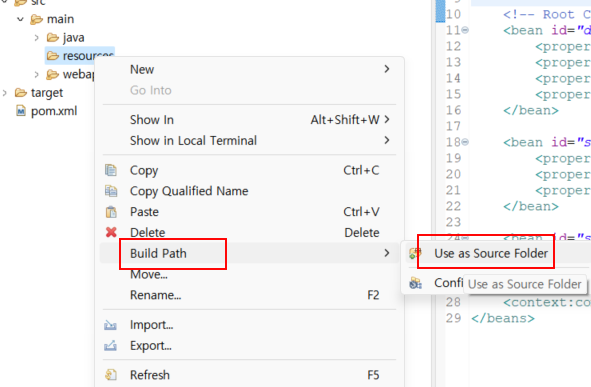 src
main
java
resources
webap
target
pom.xml
New
Go Into
Show In Alt+Shift+W
Show in Local Terminal
Copy Ctrl+C
Copy Qualified Name
Paste Ctrl+V
Delete Delete
Build Path
Move...
Rename... F2
Import...
Export...
Refresh F5
Use as Source Folder
Confi
Use as Source Folder
10 <!-- Root C
11 <bean id="d
12 <proper
13 <proper
14 <proper
15 <proper
16 </bean>
17
18 <bean id="s
19 <proper
20 <proper
21 <proper
22 </bean>
23
24 <bean id="s
28 <context:co
29 </beans>